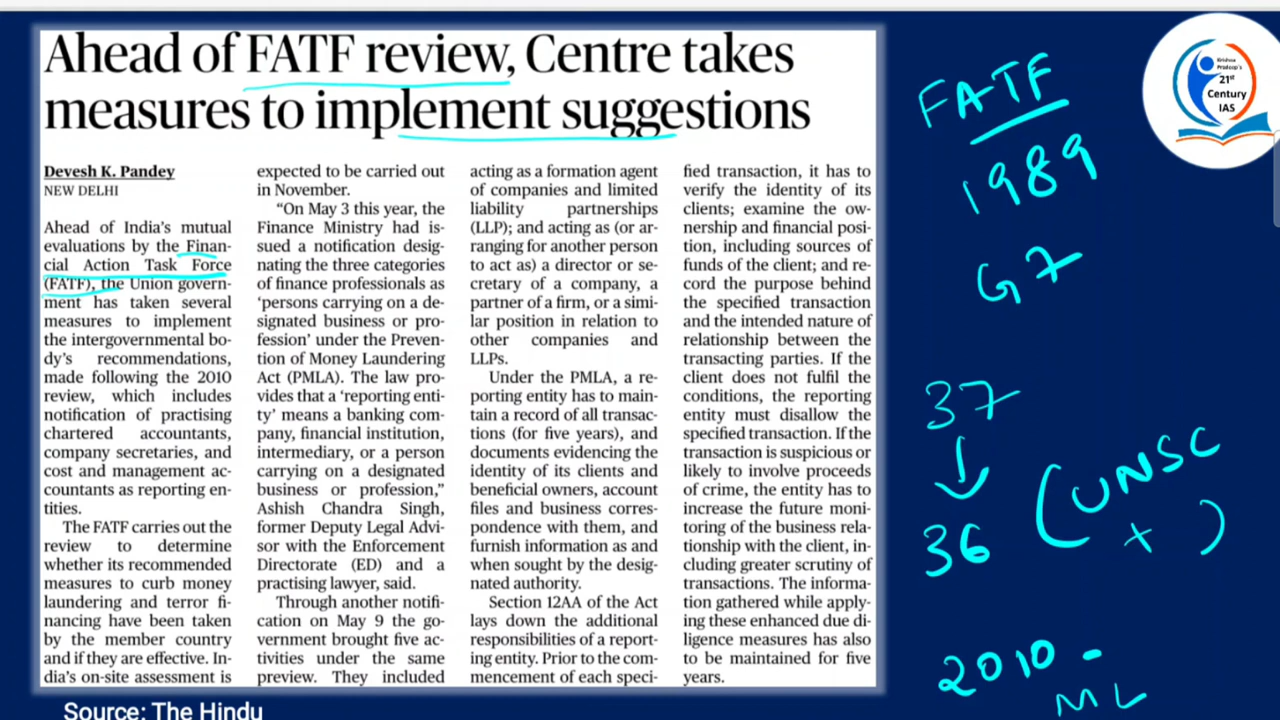 Ahead of FATF review, Centre takes
measures to implement suggestions
Devesh K. Pandey
NEW DELHI
Ahead of India's mutual
evaluations by the Finan-
cial Action Task Force
(FATF), the Union govern-
ment has taken several
measures to implement
the intergovernmental bo-
dy's recommendations,
made following the 2010
review, which includes
notification of practising
chartered accountants,
company secretaries, and
cost and management ac-
countants as reporting en-
tities.
The FATF carries out the
review to determine
whether its recommended
measures to curb money
laundering and terror fi-
nancing have been taken
by the member country
and if they are effective. In-
dia's on-site assessment is
expected to be carried out
in November.
"On May 3 this year, the
Finance Ministry had is-
sued a notification desig-
nating the three categories
of finance professionals as
'persons carrying on a de-
signated business or pro-
fession' under the Preven-
tion of Money Laundering
Act (PMLA). The law pro-
vides that a 'reporting enti-
ty' means a banking com-
pany, financial institution,
intermediary, or a person
carrying on a designated
business or profession,"
Ashish Chandra Singh,
former Deputy Legal Advi-
sor with the Enforcement
Directorate (ED) and a
practising lawyer, said.
Through another notifi-
cation on May 9 the go-
vernment brought five ac-
tivities under the same
preview. They included
acting as a formation agent
of companies and limited
liability partnerships
(LLP); and acting as (or ar-
ranging for another person
to act as) a director or se-
cretary of a company, a
partner of a firm, or a simi-
lar position in relation to
other companies and
LLPs.
Under the PMLA, a re-
porting entity has to main-
tain a record of all transac-
tions (for five years), and
documents evidencing the
identity of its clients and
beneficial owners, account
files and business corres-
pondence with them, and
furnish information as and
when sought by the desig-
nated authority.
Section 12AA of the Act
lays down the additional
responsibilities of a report-
ing entity. Prior to the com-
mencement of each speci-
fied transaction, it has to
verify the identity of its
clients; examine the ow-
nership and financial posi-
tion, including sources of
funds of the client; and re-
cord the purpose behind
the specified transaction
and the intended nature of
relationship between the
transacting parties. If the
client does not fulfil the
conditions, the reporting
entity must disallow the
specified transaction. If the
transaction is suspicious or
likely to involve proceeds
of crime, the entity has to
increase the future moni-
toring of the business rela-
tionship with the client, in-
cluding greater scrutiny of
transactions. The informa-
tion gathered while apply-
ing these enhanced due di-
ligence measures has also
to be maintained for five
years.
Source: The Hindu
FATF
1989
G7
37
36 (UNSC
+ )
2010 -
ML
Krishna
Pradeep's
21st
Century
IAS